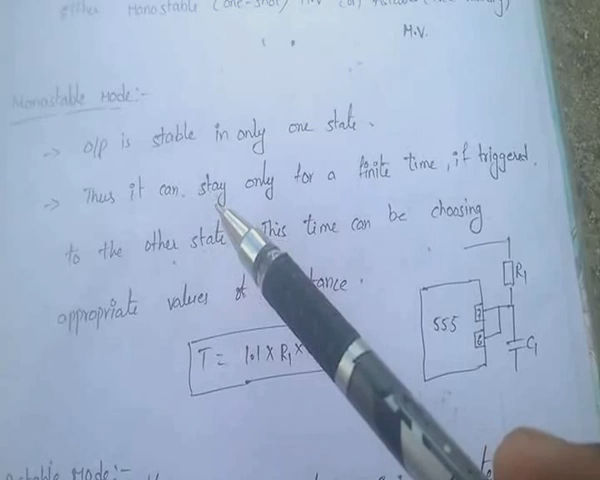 either Monostable (one-shot) M.V
M.V.
Monostable Mode:-
-> O/P is stable in only one state.
-> Thus it can stay only for a finite time, if triggered.
to the other state. This time can be choosing
appropriate values of
T = 1.1 X R1 X
R1
555
7
6
C1
Mode:-